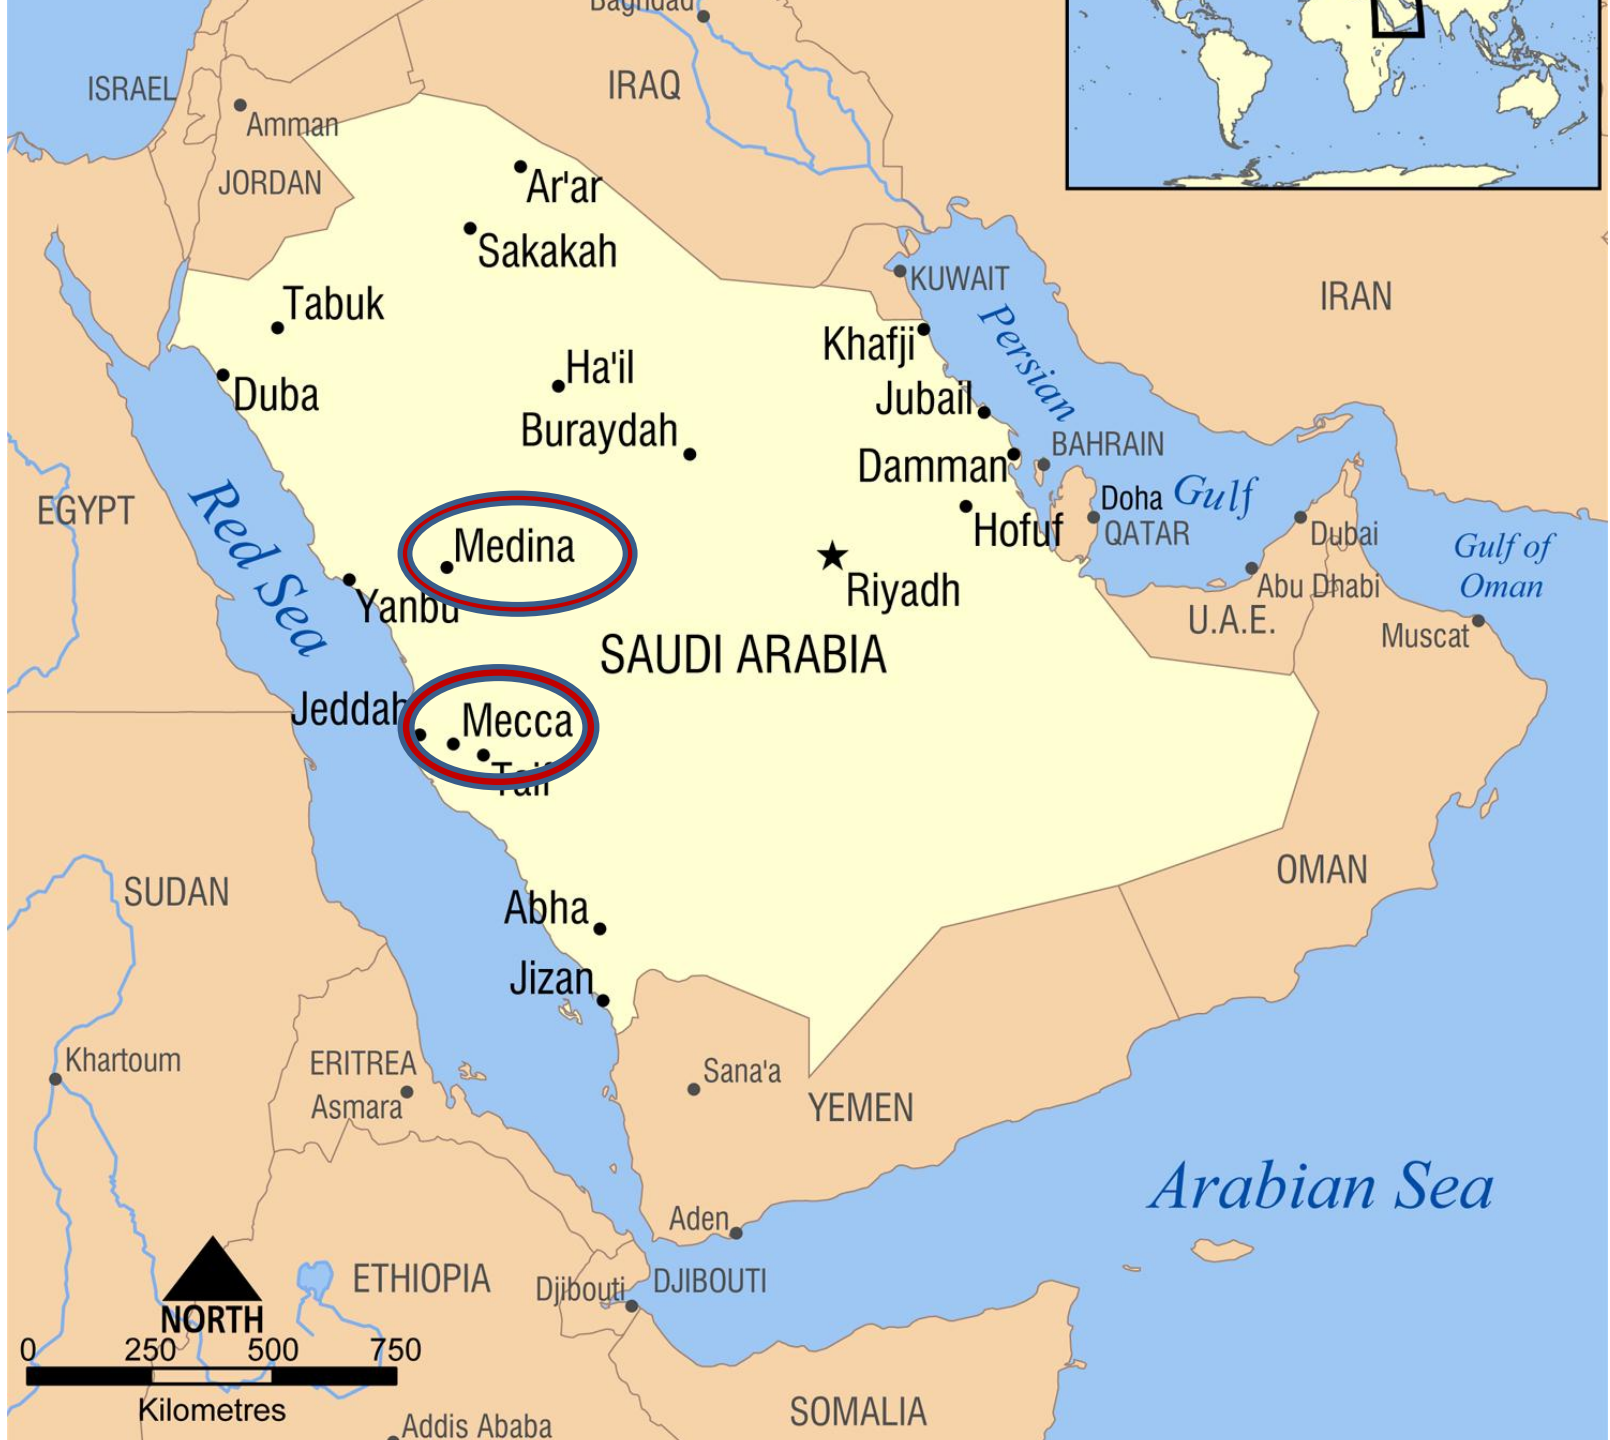 Baghdad
ISRAEL
IRAQ
Amman
JORDAN
Ar'ar
Sakakah
KUWAIT
Tabuk
IRAN
Persian
Gulf
Khafji
Ha'il
Duba
Jubail
Buraydah
BAHRAIN
Damman
EGYPT
Red Sea
Doha
QATAR
Hofuf
Dubai
Medina
Gulf of
Oman
Riyadh
Abu Dhabi
Yanbu
U.A.E.
Muscat
SAUDI ARABIA
Jeddah
Mecca
Taif
OMAN
SUDAN
Abha
Jizan
Khartoum
ERITREA
Asmara
Sana'a
YEMEN
Arabian Sea
Aden
ETHIOPIA
Djibouti
DJIBOUTI
NORTH
0 250 500 750
Kilometres
SOMALIA
Addis Ababa